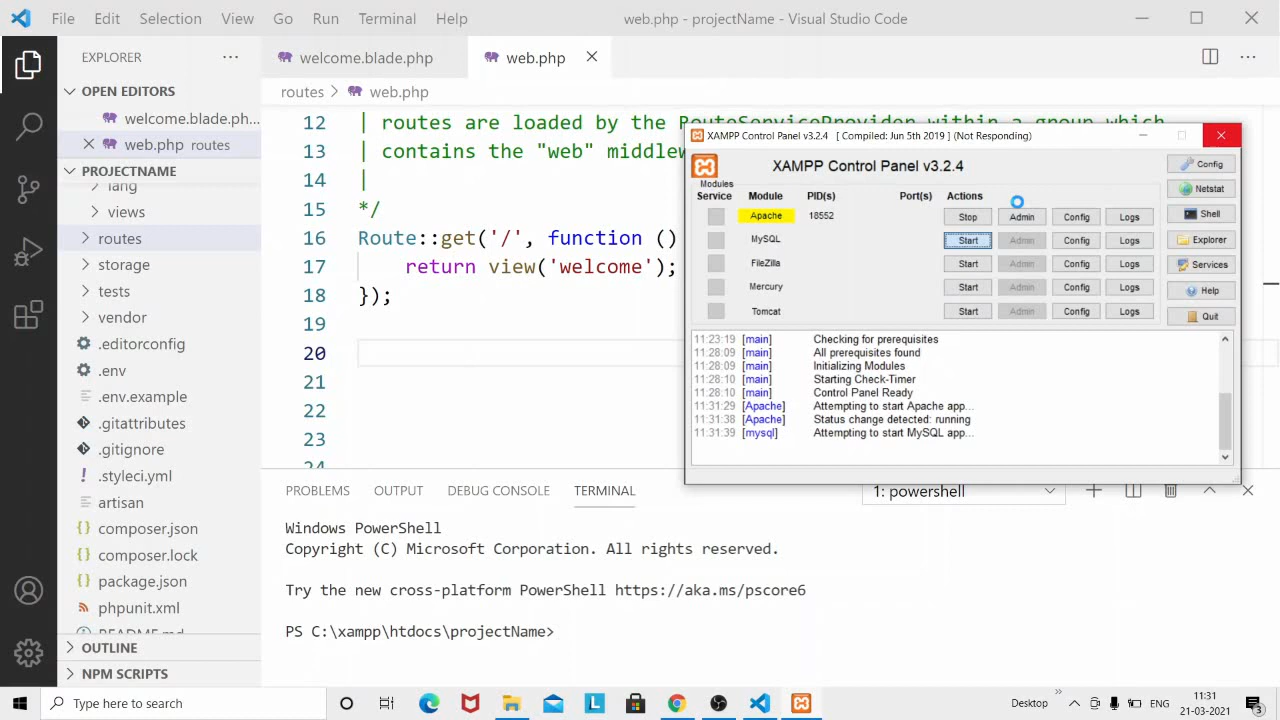 File Edit Selection View Go Run Terminal Help
web.php - projectName - Visual Studio Code
EXPLORER
OPEN EDITORS
welcome.blade.ph...
web.php routes
PROJECTNAME
lang
views
routes
storage
tests
vendor
.editorconfig
.env
.env.example
.gitattributes
.gitignore
.styleci.yml
artisan
composer.json
composer.lock
package.json
phpunit.xml
README.md
OUTLINE
NPM SCRIPTS
welcome.blade.php
web.php
routes > web.php
12 | routes are loaded by the RouteServiceProvider within a group which
13 | contains the "web" middlew
14 |
15 */
16 Route::get('/', function ()
17 return view('welcome');
18 });
19
20
21
22
23
24
XAMPP Control Panel v3.2.4 [ Compiled: Jun 5th 2019 ] (Not Responding)
XAMPP Control Panel v3.2.4
Modules
Service Module PID(s) Port(s) Actions
Apache 18552 Stop Admin Config Logs
MySQL Start Admin Config Logs
FileZilla Start Admin Config Logs
Mercury Start Admin Config Logs
Tomcat Start Admin Config Logs
Config
Netstat
Shell
Explorer
Services
Help
Quit
11:23:19 [main] Checking for prerequisites
11:28:09 [main] All prerequisites found
11:28:09 [main] Initializing Modules
11:28:10 [main] Starting Check-Timer
11:28:10 [main] Control Panel Ready
11:31:29 [Apache] Attempting to start Apache app...
11:31:38 [Apache] Status change detected: running
11:31:39 [mysql] Attempting to start MySQL app...
PROBLEMS OUTPUT DEBUG CONSOLE TERMINAL
1: powershell
Windows PowerShell
Copyright (C) Microsoft Corporation. All rights reserved.
Try the new cross-platform PowerShell https://aka.ms/pscore6
PS C:\xampp\htdocs\projectName>
Type here to search
L
Desktop
ENG
11:31
21-03-2021
3